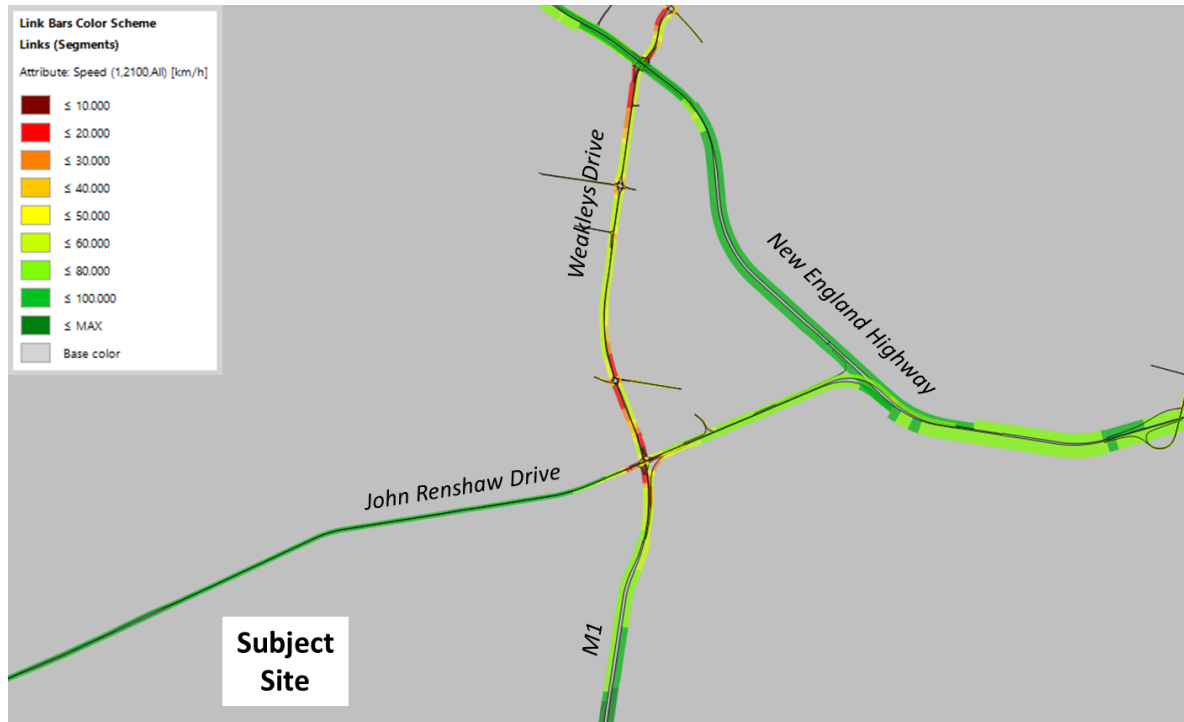 Link Bars Color Scheme
Links (Segments)
Attribute: Speed (1,2100,All) [km/h]
≤ 10.000
≤ 20.000
≤ 30.000
≤ 40.000
≤ 50.000
≤ 60.000
≤ 80.000
≤ 100.000
≤ MAX
Base color
Weakleys Drive
New England Highway
John Renshaw Drive
M1
Subject
Site